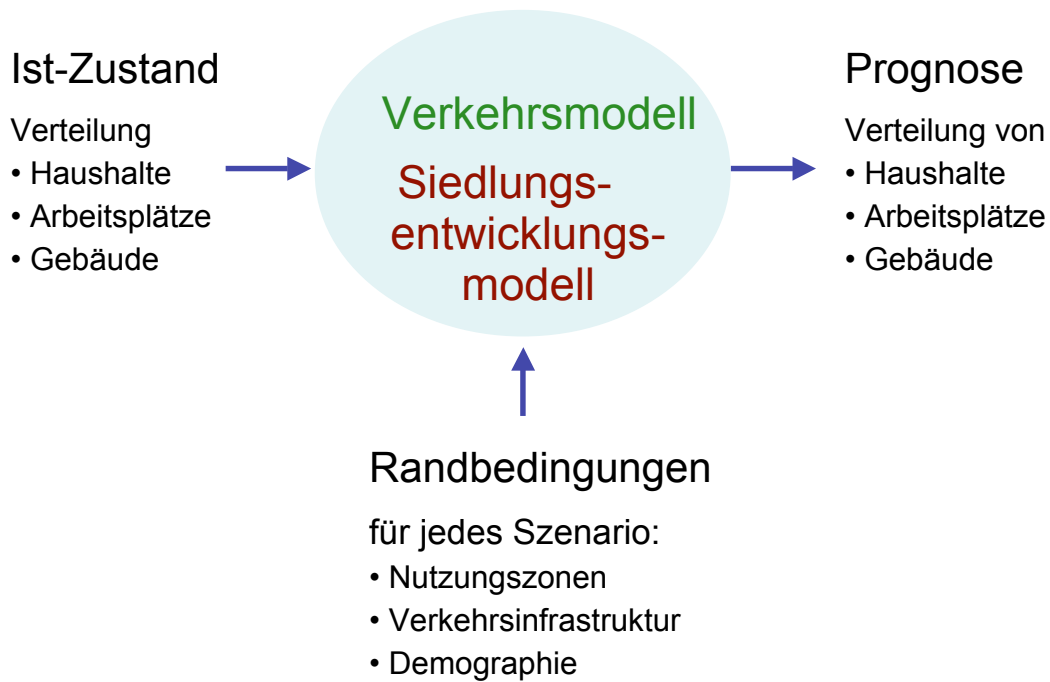 Ist-Zustand
Verteilung
• Haushalte
• Arbeitsplätze
• Gebäude
Verkehrsmodell
Siedlungs-
entwicklungs-
modell
Prognose
Verteilung von
• Haushalte
• Arbeitsplätze
• Gebäude
Randbedingungen
für jedes Szenario:
• Nutzungszonen
• Verkehrsinfrastruktur
• Demographie